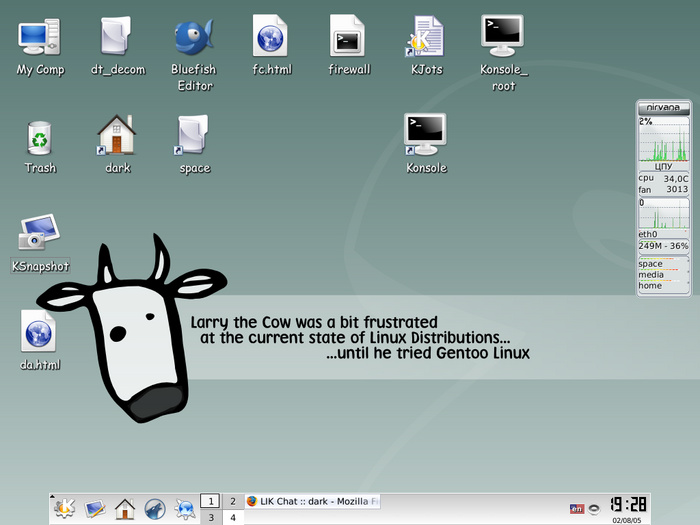 My Comp
dt_decom
Bluefish
Editor
fc.html
firewall
KJots
Konsole_
root
Trash
dark
space
Konsole
nirvana
2%
ЦПУ
cpu 34,0C
fan 3013
0
eth0
249M - 36%
space
media
home
KSnapshot
da.html
Larry the Cow was a bit frustrated
at the current state of Linux Distributions...
...until he tried Gentoo Linux
1 2
3 4
LIK Chat :: dark - Mozilla F
en
19:28
02/08/05